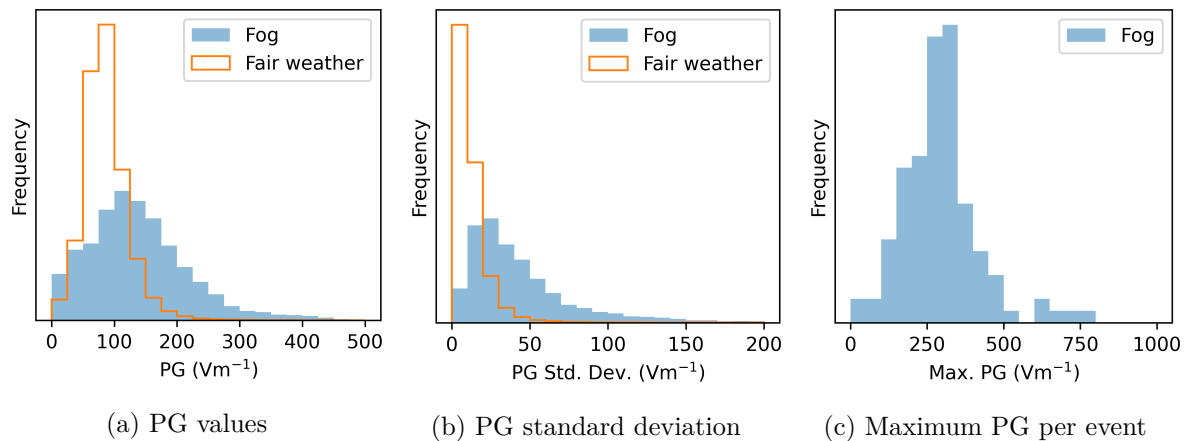 Frequency
Fog
Fair weather
0 100 200 300 400 500
PG (Vm⁻¹)
(a) PG values
Frequency
Fog
Fair weather
0 50 100 150 200
PG Std. Dev. (Vm⁻¹)
(b) PG standard deviation
Frequency
Fog
0 250 500 750 1000
Max. PG (Vm⁻¹)
(c) Maximum PG per event